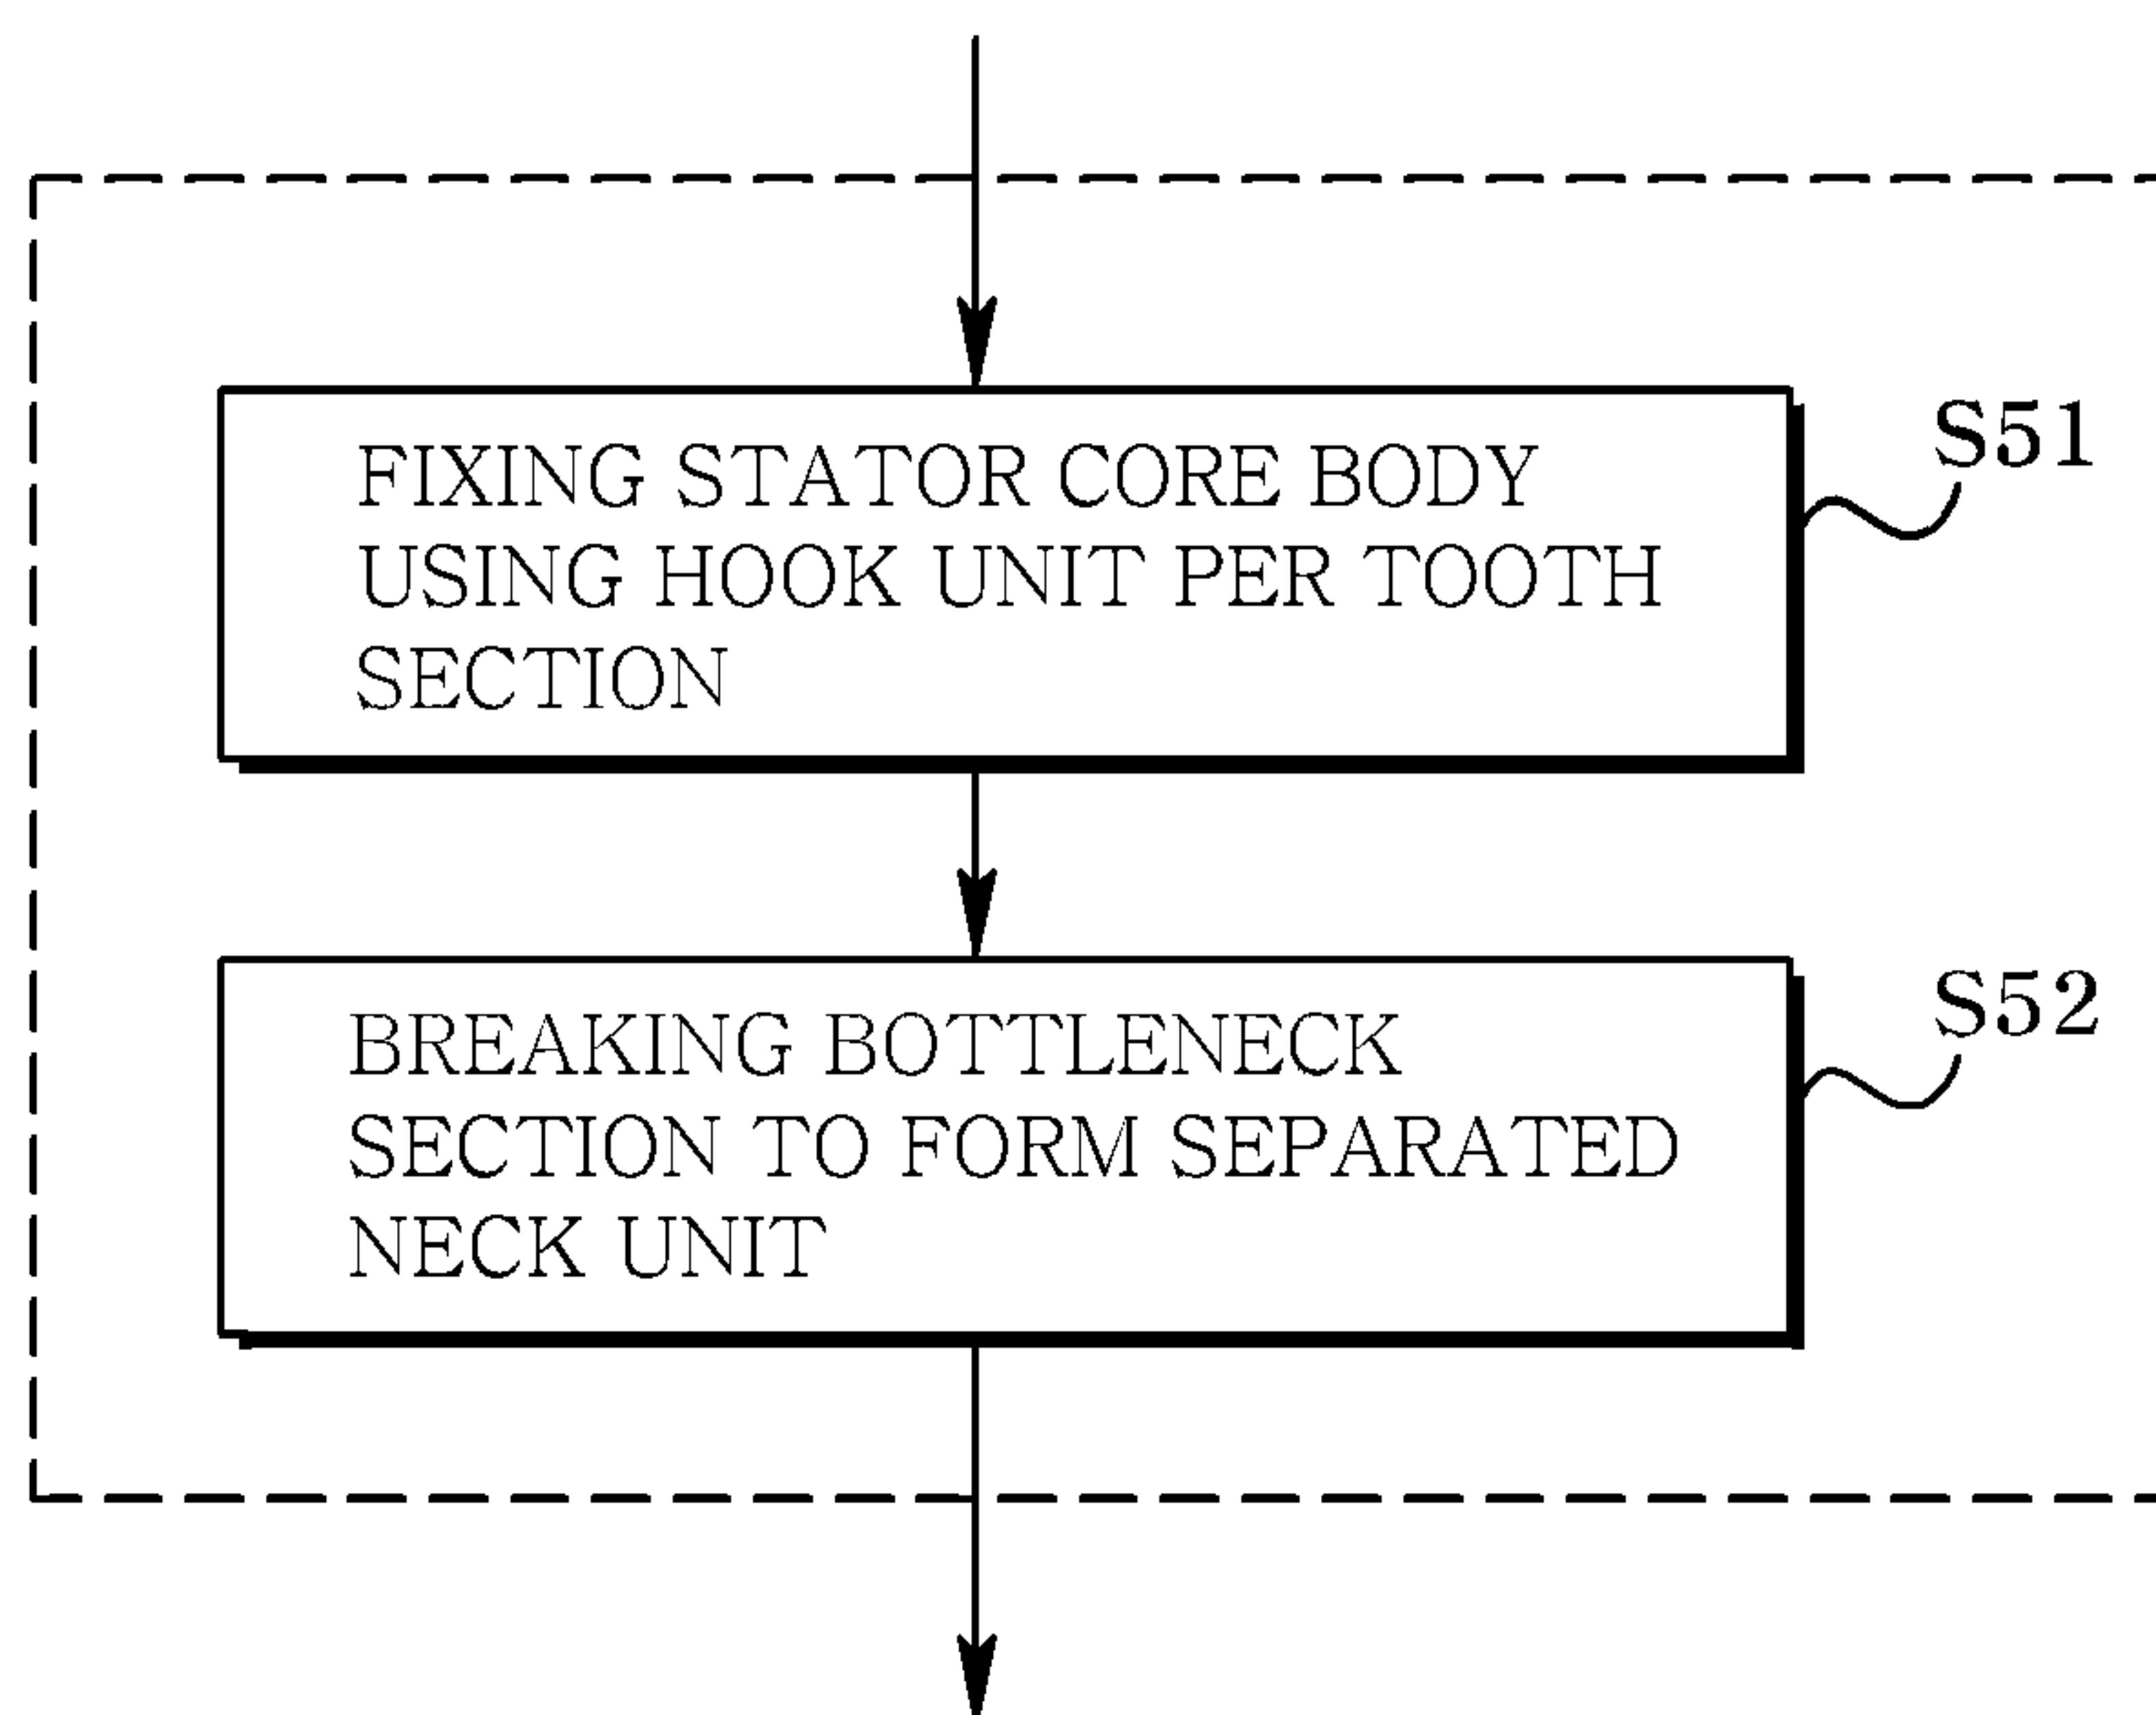 FIXING STATOR CORE BODY
USING HOOK UNIT PER TOOTH
SECTION
S51
BREAKING BOTTLENECK
SECTION TO FORM SEPARATED
NECK UNIT
S52